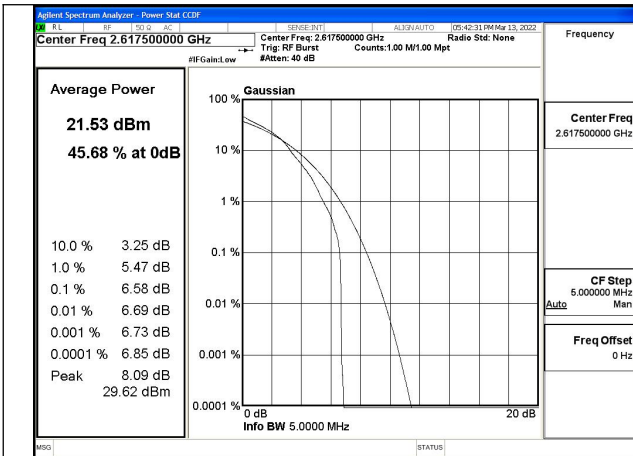 Agilent Spectrum Analyzer - Power Stat CCDF
RL RF 50 Ω AC SENSE:INT ALIGN AUTO 05:42:31 PM Mar 13, 2022
Center Freq 2.617500000 GHz
Center Freq: 2.617500000 GHz Radio Std: None
Trig: RF Burst Counts:1.00 M/1.00 Mpt
#IFGain:Low #Atten: 40 dB
Frequency
Average Power
21.53 dBm
45.68 % at 0dB
10.0 % 3.25 dB
1.0 % 5.47 dB
0.1 % 6.58 dB
0.01 % 6.69 dB
0.001 % 6.73 dB
0.0001 % 6.85 dB
Peak 8.09 dB
29.62 dBm
Gaussian
100 %
10 %
1 %
0.1 %
0.01 %
0.001 %
0.0001 %
0 dB 20 dB
Info BW 5.0000 MHz
Center Freq
2.617500000 GHz
CF Step
5.000000 MHz
Auto Man
Freq Offset
0 Hz
MSG STATUS